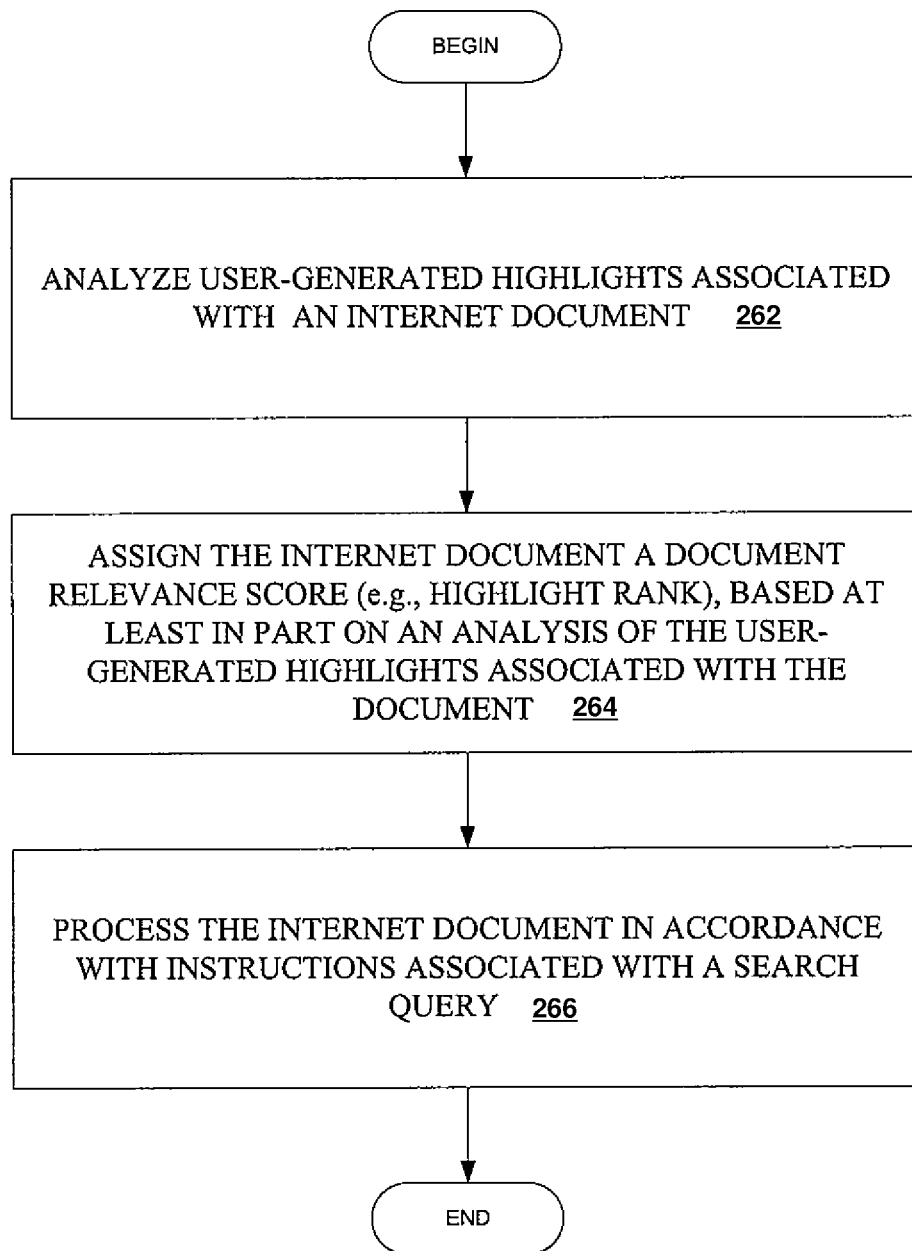 BEGIN
ANALYZE USER-GENERATED HIGHLIGHTS ASSOCIATED
WITH AN INTERNET DOCUMENT 262
ASSIGN THE INTERNET DOCUMENT A DOCUMENT
RELEVANCE SCORE (e.g., HIGHLIGHT RANK), BASED AT
LEAST IN PART ON AN ANALYSIS OF THE USER-
GENERATED HIGHLIGHTS ASSOCIATED WITH THE
DOCUMENT 264
PROCESS THE INTERNET DOCUMENT IN ACCORDANCE
WITH INSTRUCTIONS ASSOCIATED WITH A SEARCH
QUERY 266
END